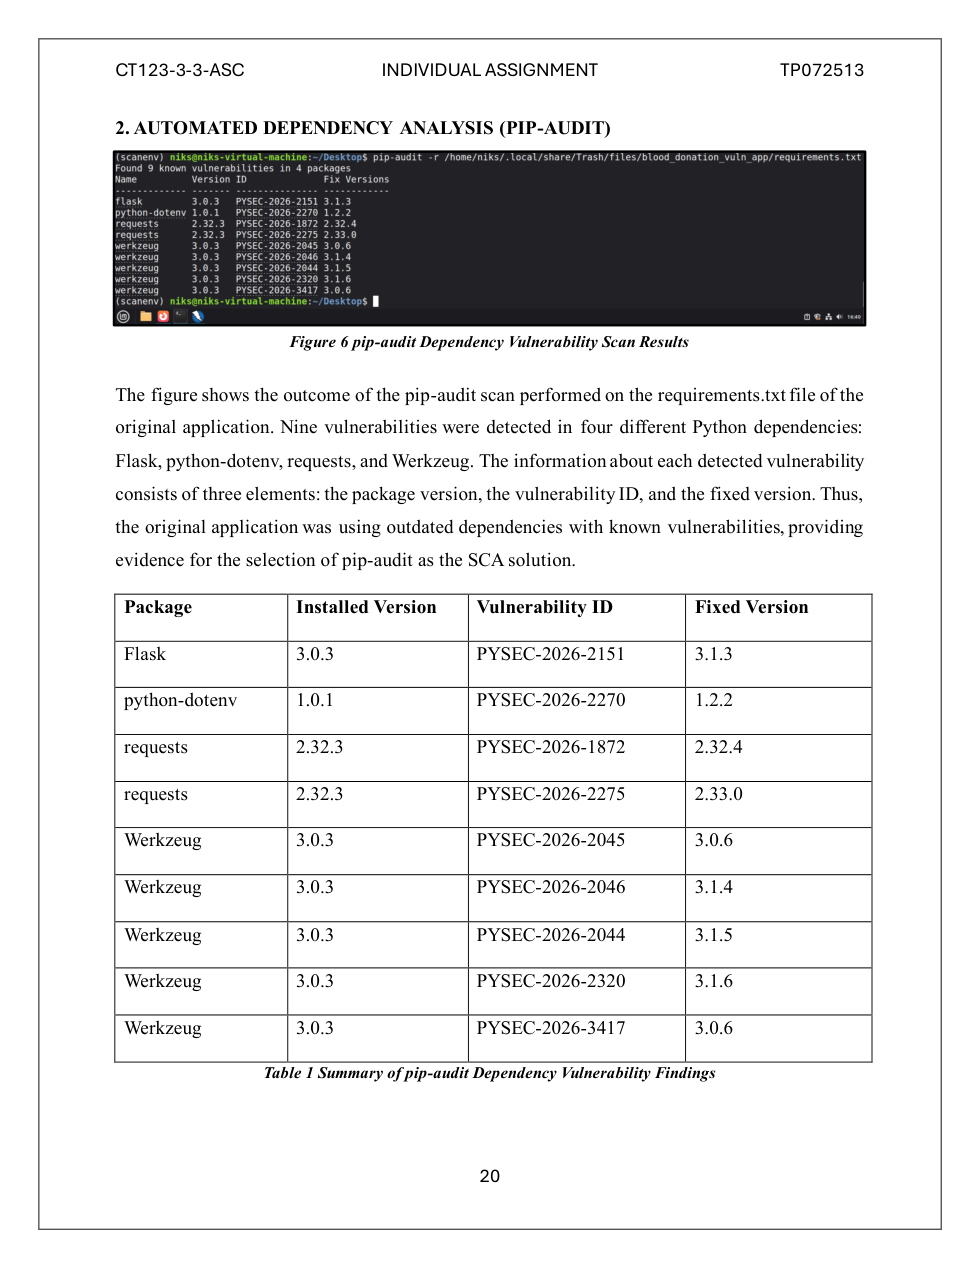 CT123-3-3-ASC INDIVIDUAL ASSIGNMENT TP072513
2. AUTOMATED DEPENDENCY ANALYSIS (PIP-AUDIT)
(scanenv) niks@niks-virtual-machine:~/Desktop$ pip-audit -r /home/niks/.local/share/Trash/files/blood_donation_vuln_app/requirements.txt
Found 9 known vulnerabilities in 4 packages
Name Version ID Fix Versions
------------- ------- --------------- ------------
flask 3.0.3 PYSEC-2026-2151 3.1.3
python-dotenv 1.0.1 PYSEC-2026-2270 1.2.2
requests 2.32.3 PYSEC-2026-1872 2.32.4
requests 2.32.3 PYSEC-2026-2275 2.33.0
werkzeug 3.0.3 PYSEC-2026-2045 3.0.6
werkzeug 3.0.3 PYSEC-2026-2046 3.1.4
werkzeug 3.0.3 PYSEC-2026-2044 3.1.5
werkzeug 3.0.3 PYSEC-2026-2320 3.1.6
werkzeug 3.0.3 PYSEC-2026-3417 3.0.6
(scanenv) niks@niks-virtual-machine:~/Desktop$
16:40
Figure 6 pip-audit Dependency Vulnerability Scan Results
The figure shows the outcome of the pip-audit scan performed on the requirements.txt file of the
original application. Nine vulnerabilities were detected in four different Python dependencies:
Flask, python-dotenv, requests, and Werkzeug. The information about each detected vulnerability
consists of three elements: the package version, the vulnerability ID, and the fixed version. Thus,
the original application was using outdated dependencies with known vulnerabilities, providing
evidence for the selection of pip-audit as the SCA solution.
Package Installed Version Vulnerability ID Fixed Version
Flask 3.0.3 PYSEC-2026-2151 3.1.3
python-dotenv 1.0.1 PYSEC-2026-2270 1.2.2
requests 2.32.3 PYSEC-2026-1872 2.32.4
requests 2.32.3 PYSEC-2026-2275 2.33.0
Werkzeug 3.0.3 PYSEC-2026-2045 3.0.6
Werkzeug 3.0.3 PYSEC-2026-2046 3.1.4
Werkzeug 3.0.3 PYSEC-2026-2044 3.1.5
Werkzeug 3.0.3 PYSEC-2026-2320 3.1.6
Werkzeug 3.0.3 PYSEC-2026-3417 3.0.6
Table 1 Summary of pip-audit Dependency Vulnerability Findings
20